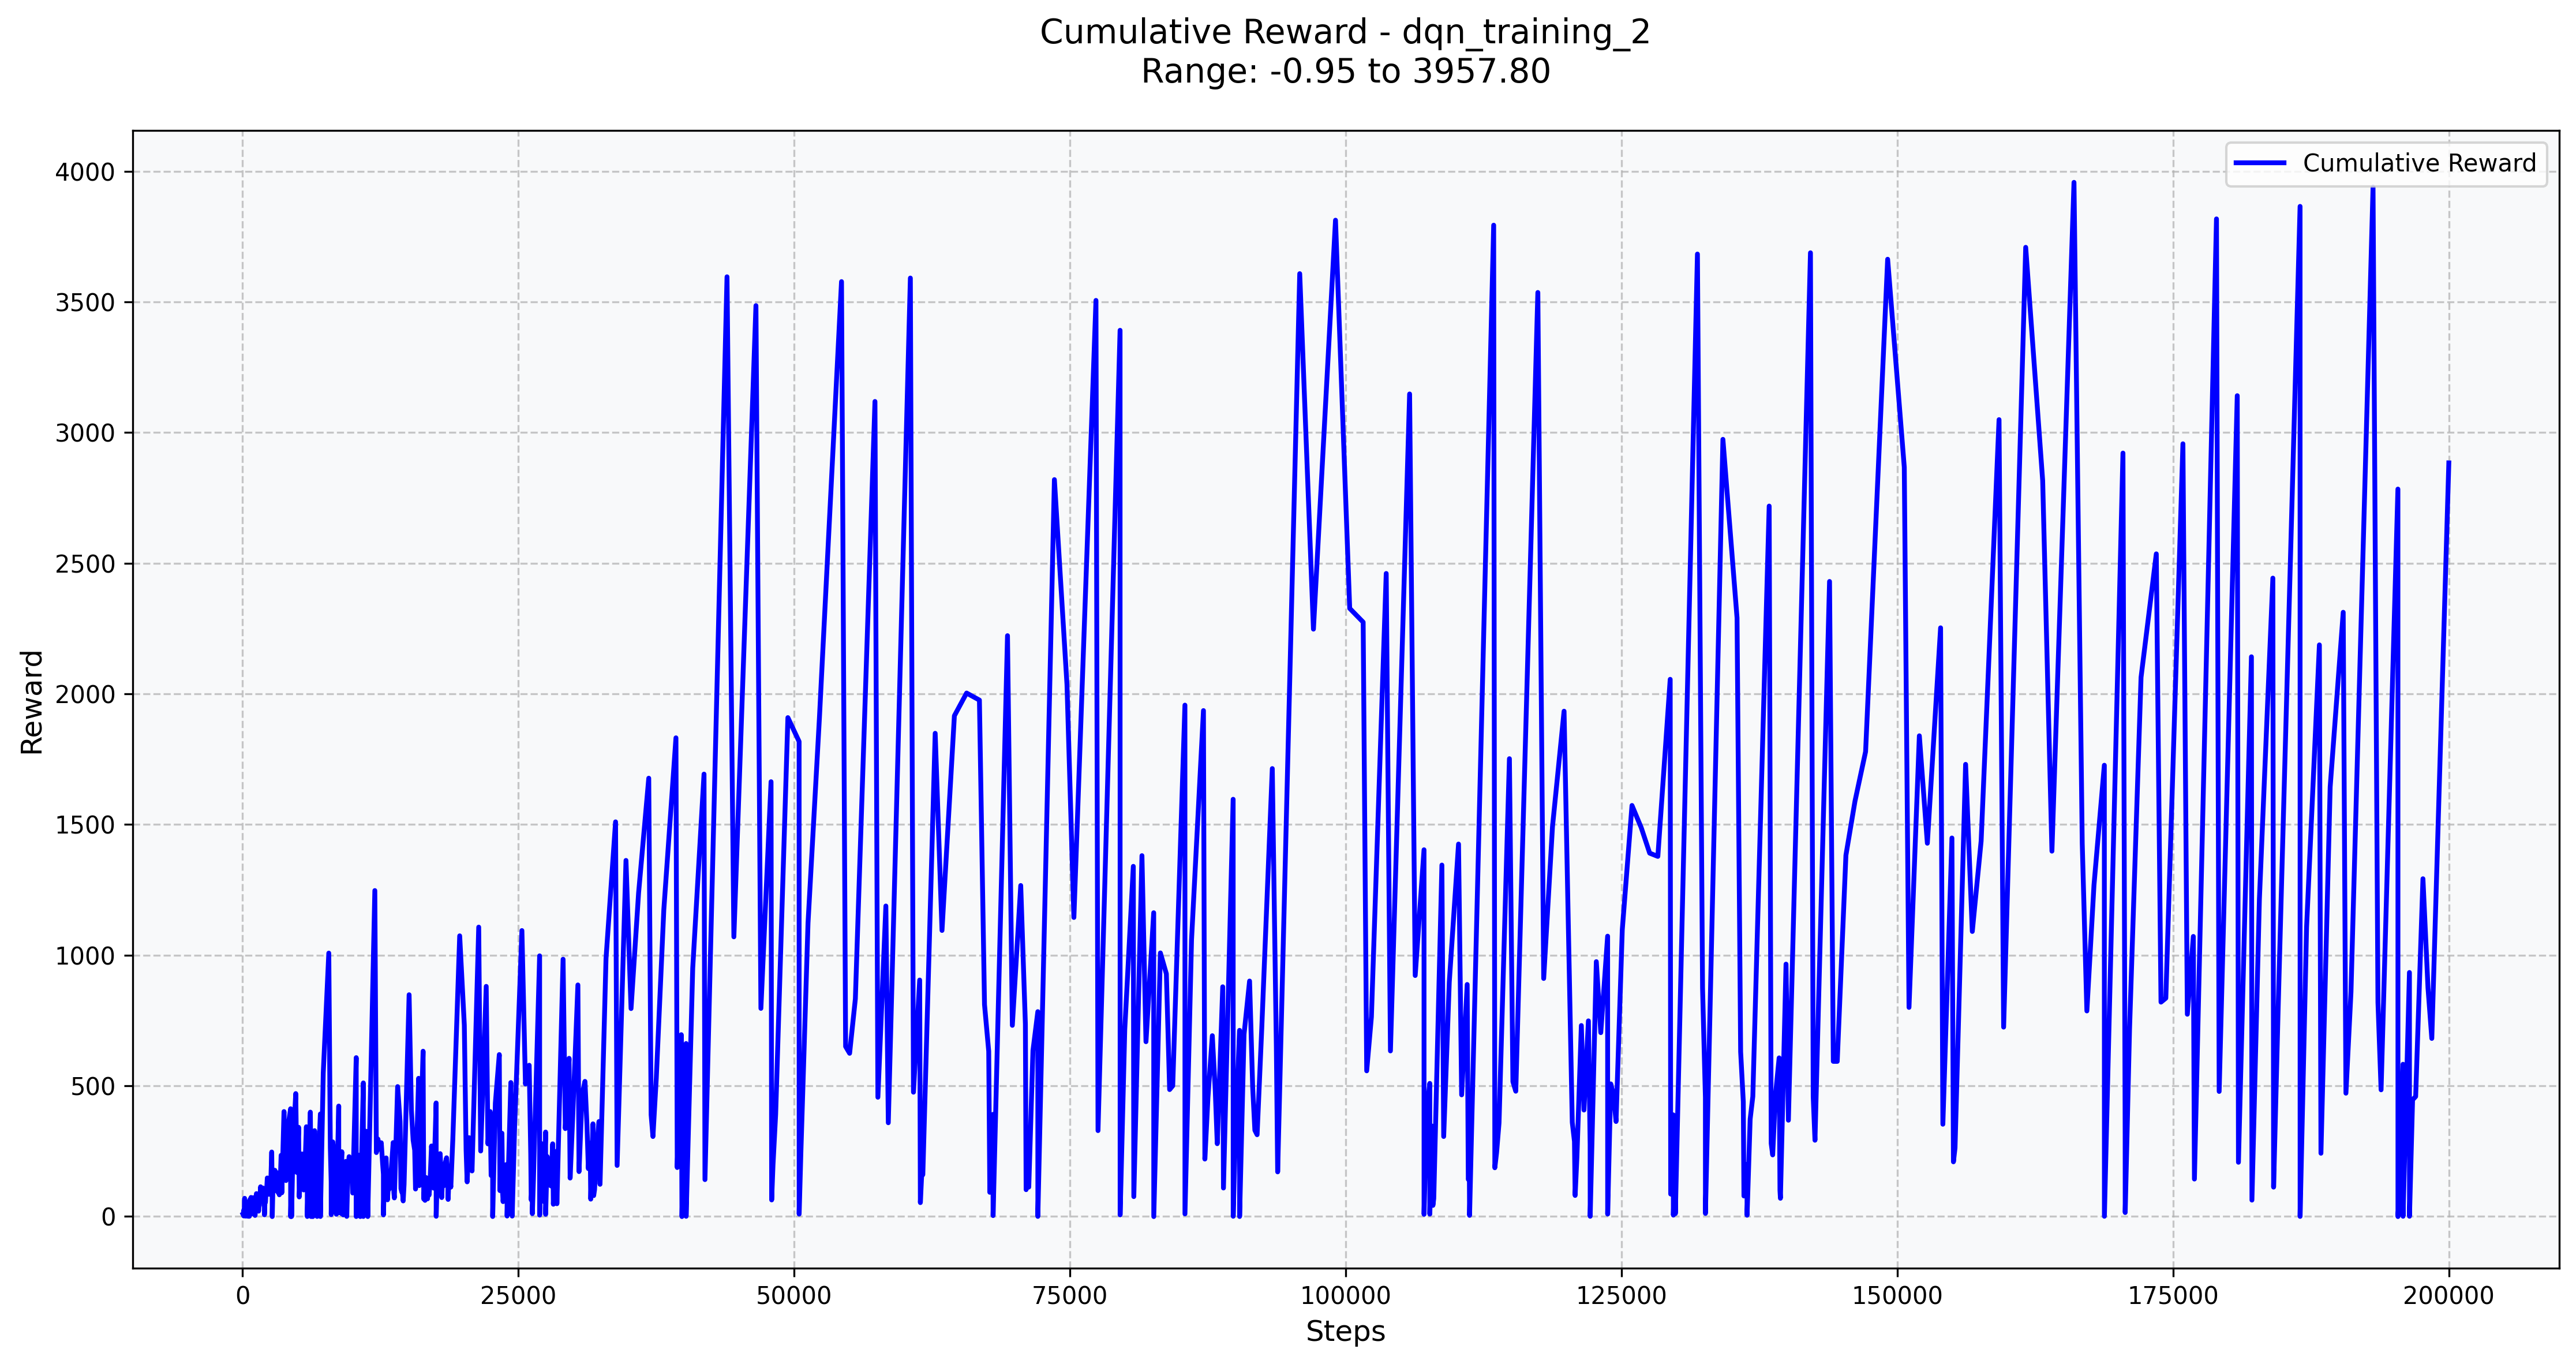 Cumulative Reward - dqn_training_2
Range: -0.95 to 3957.80
Cumulative Reward
4000
3500
3000
2500
2000
1500
1000
500
0
Reward
0 25000 50000 75000 100000 125000 150000 175000 200000
Steps